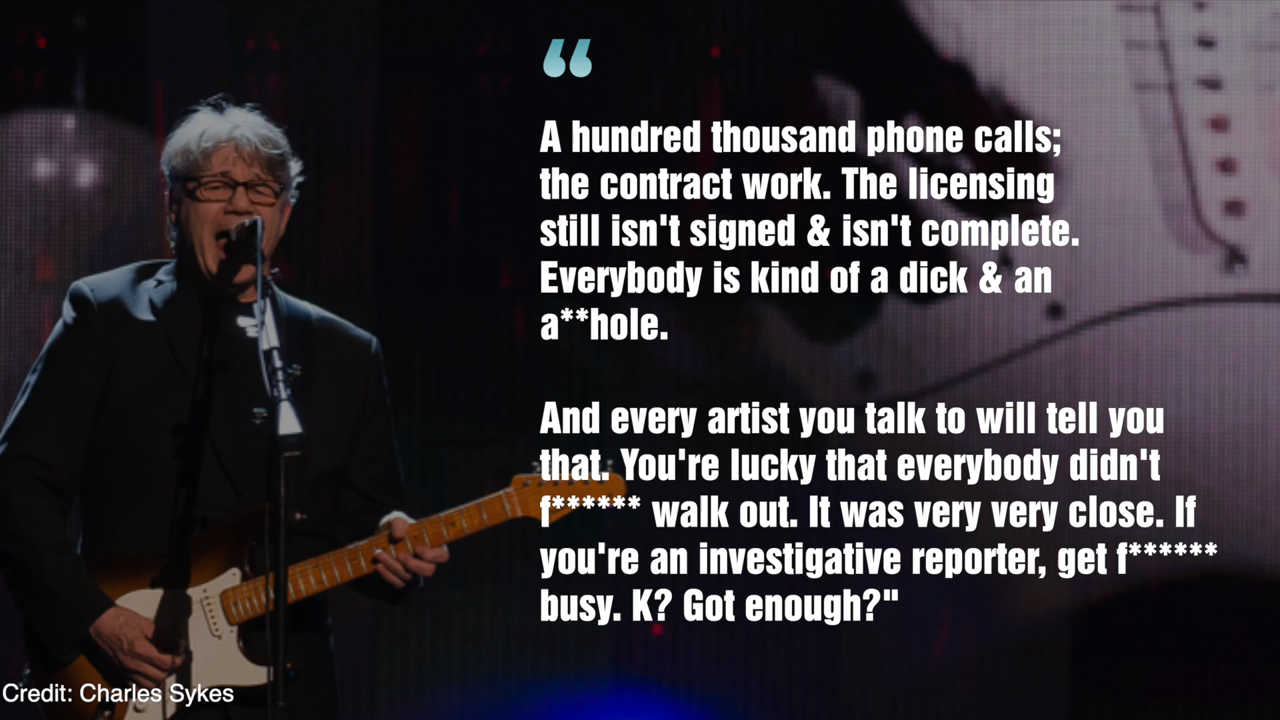 “
A hundred thousand phone calls;
the contract work. The licensing
still isn't signed & isn't complete.
Everybody is kind of a dick & an
a**hole.
And every artist you talk to will tell you
that. You're lucky that everybody didn't
f****** walk out. It was very very close. If
you're an investigative reporter, get f******
busy. K? Got enough?"
Credit: Charles Sykes